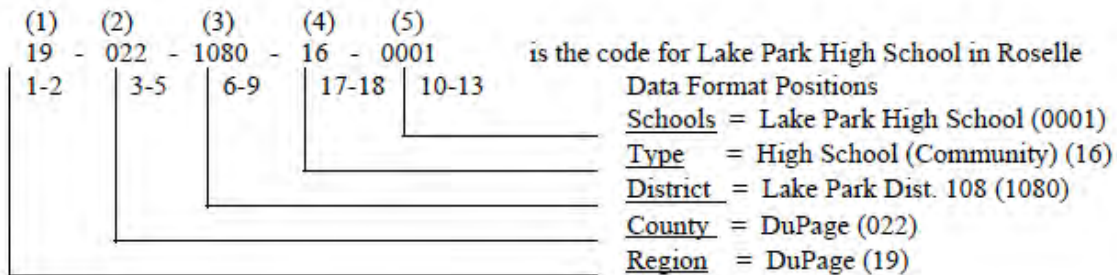 (1) (2) (3) (4) (5)
19 - 022 - 1080 - 16 - 0001 is the code for Lake Park High School in Roselle
1-2 3-5 6-9 17-18 10-13 Data Format Positions
Schools = Lake Park High School (0001)
Type = High School (Community) (16)
District = Lake Park Dist. 108 (1080)
County = DuPage (022)
Region = DuPage (19)